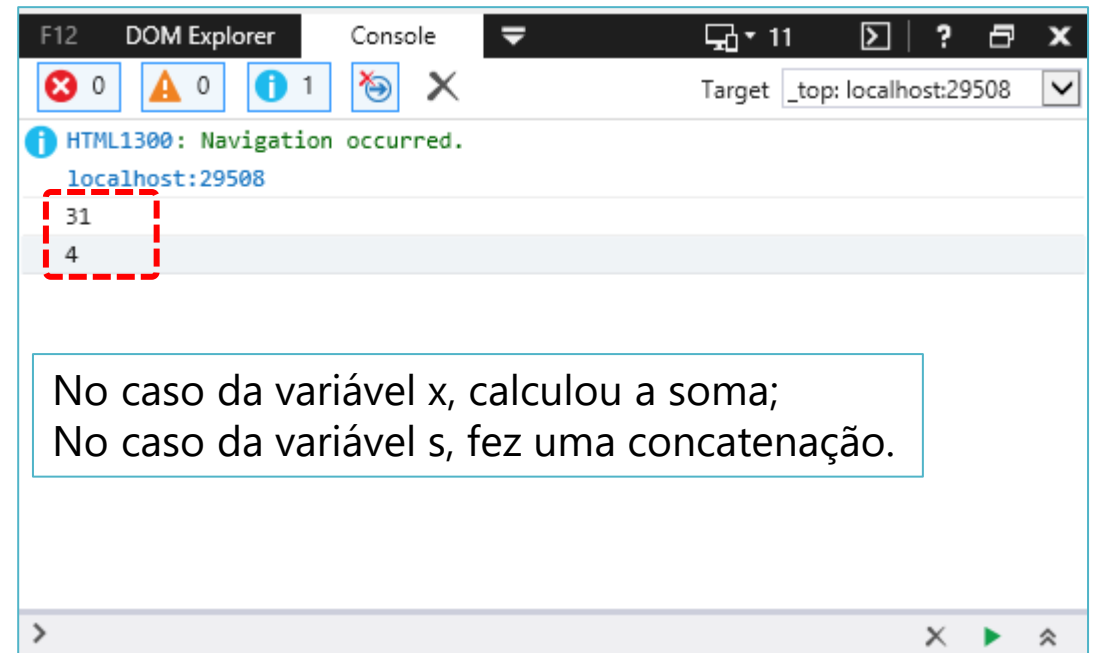 F12 DOM Explorer Console 11 ?
0 0 1 Target _top: localhost:29508
HTML1300: Navigation occurred.
localhost:29508
31
4
No caso da variável x, calculou a soma;
No caso da variável s, fez uma concatenação.